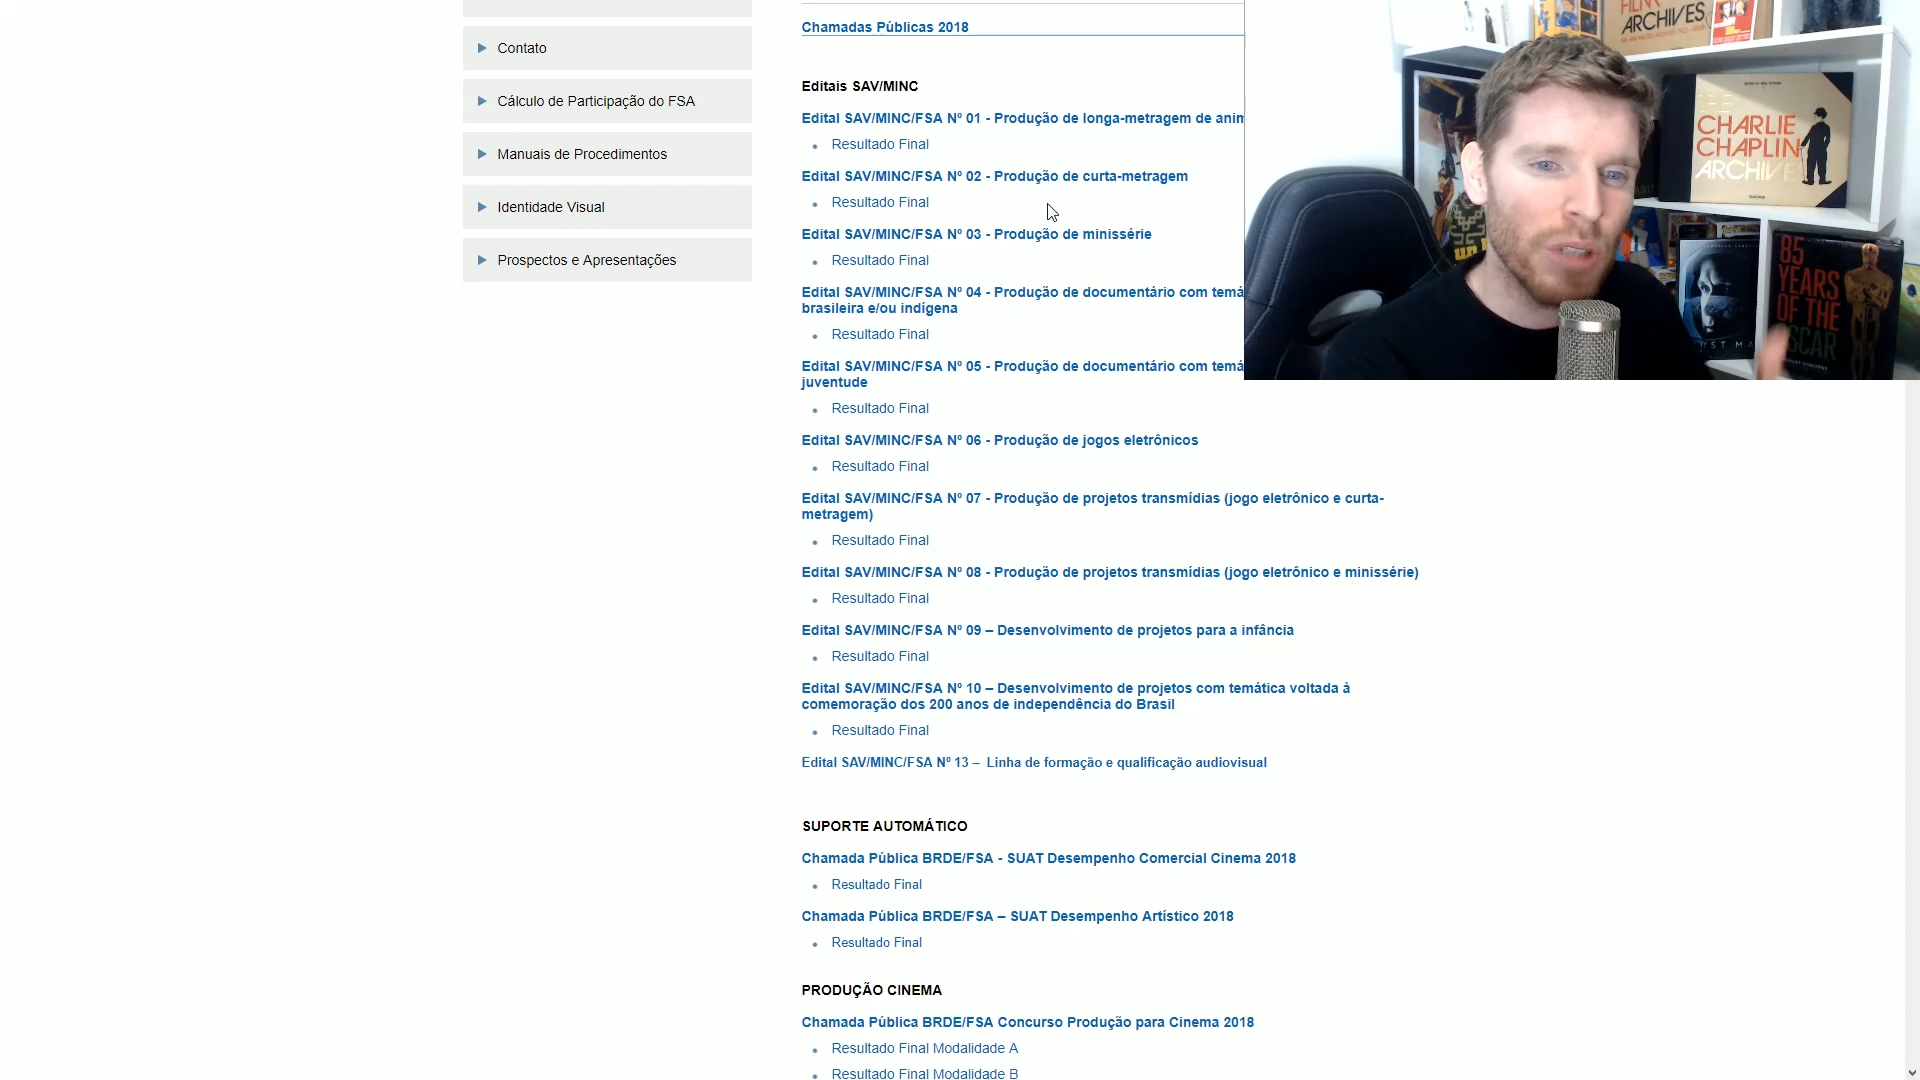 Contato
Cálculo de Participação do FSA
Manuais de Procedimentos
Identidade Visual
Prospectos e Apresentações
Chamadas Públicas 2018
Editais SAV/MINC
Edital SAV/MINC/FSA Nº 01 - Produção de longa-metragem de anim
Resultado Final
Edital SAV/MINC/FSA Nº 02 - Produção de curta-metragem
Resultado Final
Edital SAV/MINC/FSA Nº 03 - Produção de minissérie
Resultado Final
Edital SAV/MINC/FSA Nº 04 - Produção de documentário com temá
brasileira e/ou indígena
Resultado Final
Edital SAV/MINC/FSA Nº 05 - Produção de documentário com temá
juventude
Resultado Final
Edital SAV/MINC/FSA Nº 06 - Produção de jogos eletrônicos
Resultado Final
Edital SAV/MINC/FSA Nº 07 - Produção de projetos transmídias (jogo eletrônico e curta-
metragem)
Resultado Final
Edital SAV/MINC/FSA Nº 08 - Produção de projetos transmídias (jogo eletrônico e minissérie)
Resultado Final
Edital SAV/MINC/FSA Nº 09 – Desenvolvimento de projetos para a infância
Resultado Final
Edital SAV/MINC/FSA Nº 10 – Desenvolvimento de projetos com temática voltada à
comemoração dos 200 anos de independência do Brasil
Resultado Final
Edital SAV/MINC/FSA Nº 13 – Linha de formação e qualificação audiovisual
SUPORTE AUTOMÁTICO
Chamada Pública BRDE/FSA - SUAT Desempenho Comercial Cinema 2018
Resultado Final
Chamada Pública BRDE/FSA – SUAT Desempenho Artístico 2018
Resultado Final
PRODUÇÃO CINEMA
Chamada Pública BRDE/FSA Concurso Produção para Cinema 2018
Resultado Final Modalidade A
Resultado Final Modalidade B
ARCHIVES
THE
CHARLIE
CHAPLIN
ARCHIVES
85
YEARS
OF THE
OSCAR